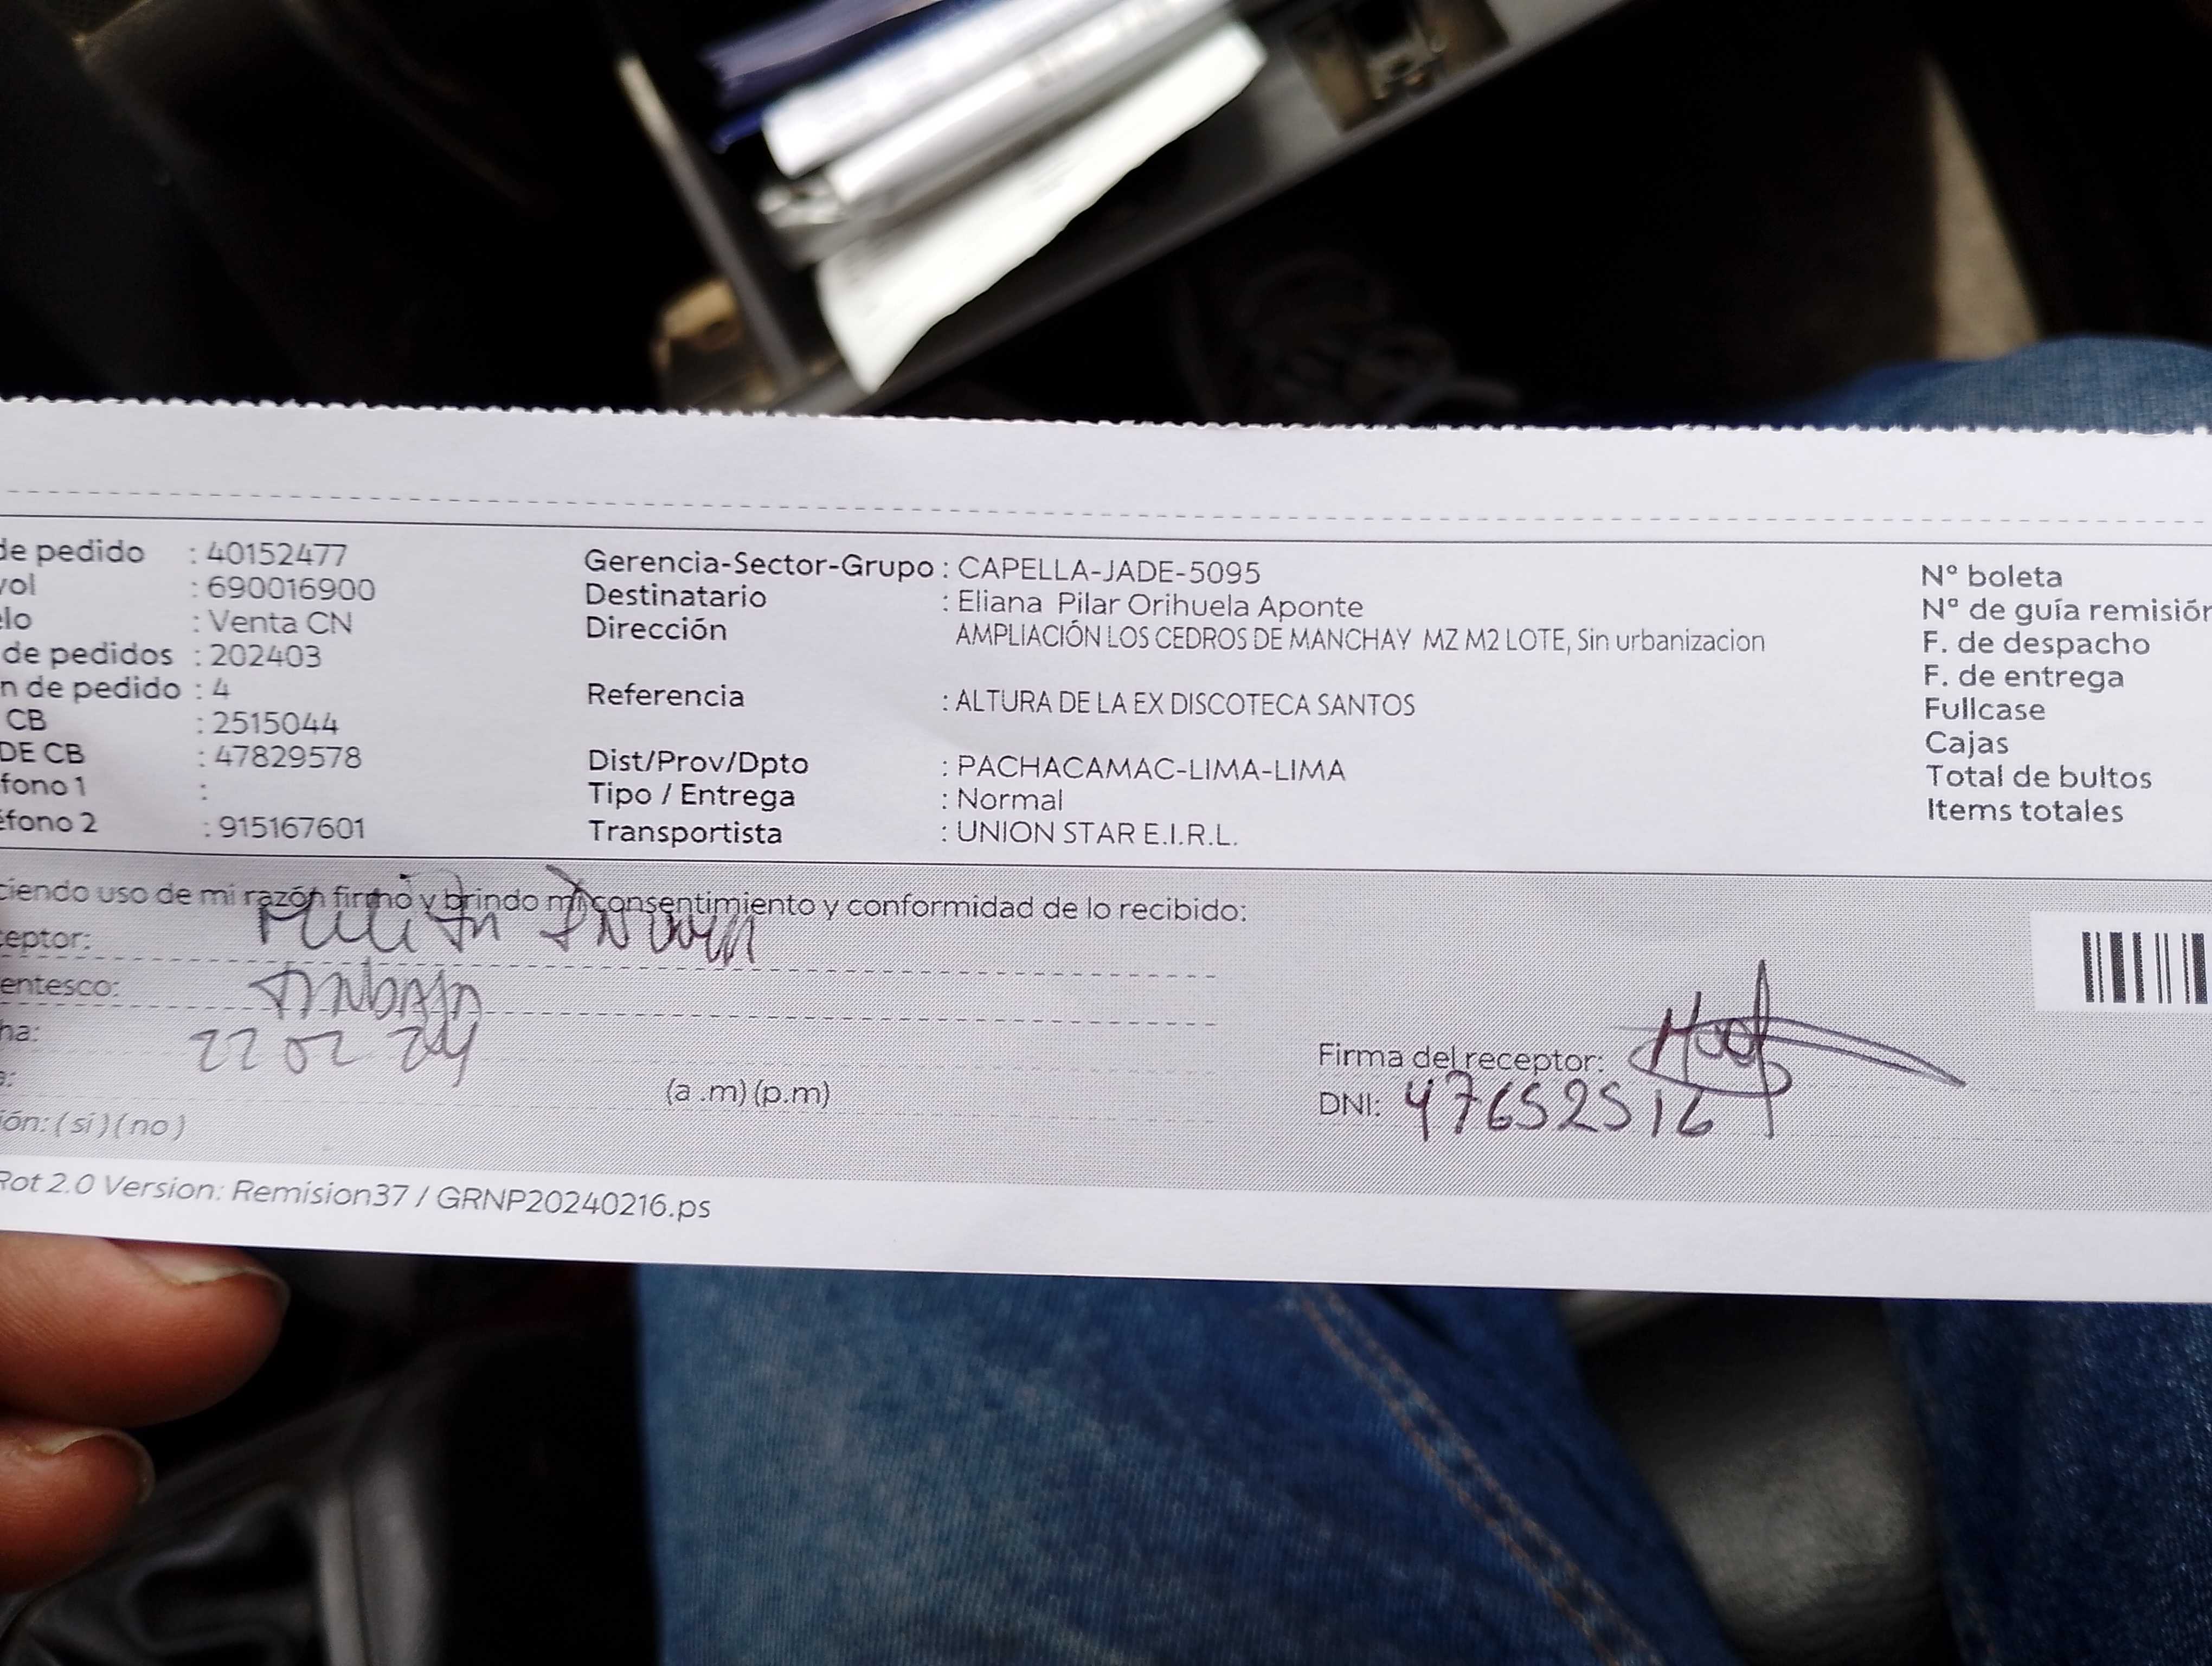 de pedido : 40152477
vol : 690016900
elo : Venta CN
de pedidos : 202403
n de pedido : 4
CB : 2515044
DE CB : 47829578
fono 1 :
éfono 2 : 915167601
Gerencia-Sector-Grupo : CAPELLA-JADE-5095
Destinatario : Eliana Pilar Orihuela Aponte
Dirección AMPLIACIÓN LOS CEDROS DE MANCHAY MZ M2 LOTE, Sin urbanizacion
Referencia : ALTURA DE LA EX DISCOTECA SANTOS
Dist/Prov/Dpto : PACHACAMAC-LIMA-LIMA
Tipo / Entrega : Normal
Transportista : UNION STAR E.I.R.L.
Nº boleta
Nº de guía remisión
F. de despacho
F. de entrega
Fullcase
Cajas
Total de bultos
Items totales
ciendo uso de mi razón firmo y brindo mi consentimiento y conformidad de lo recibido:
ceptor:
entesco:
ha: 22 02 24
a: (a .m) (p.m)
ión: ( si ) ( no )
Firma del receptor:
DNI: 47652516
Rot 2.0 Version: Remision37 / GRNP20240216.ps